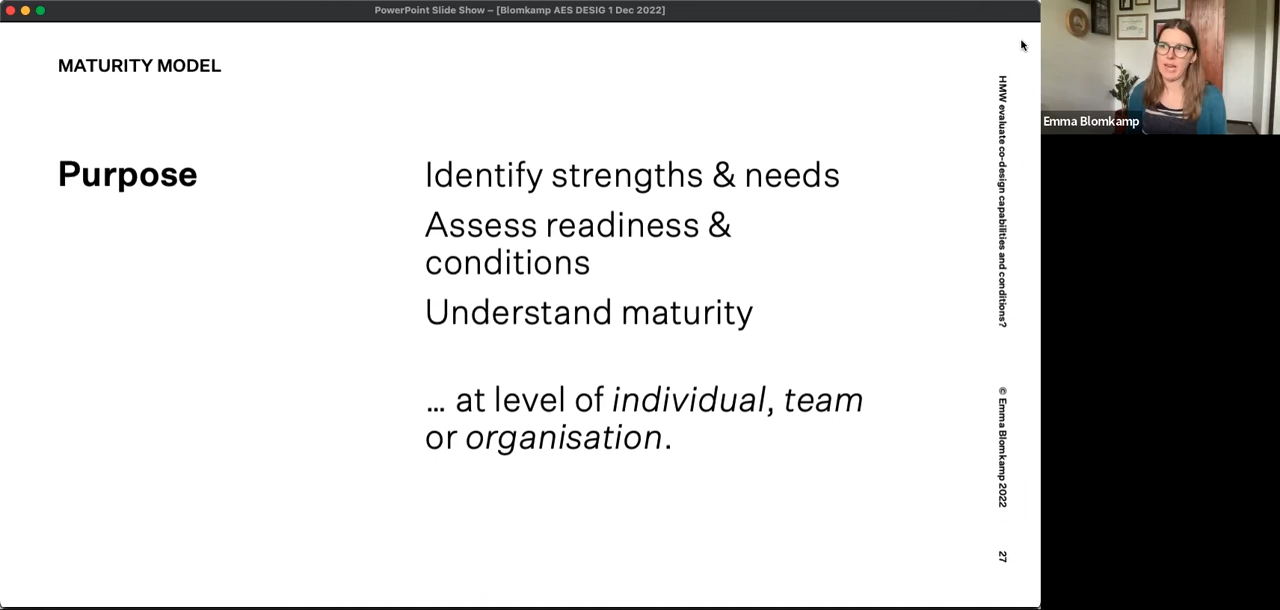 PowerPoint Slide Show – [Blomkamp AES DESIG 1 Dec 2022]
MATURITY MODEL
Purpose
Identify strengths & needs
Assess readiness &
conditions
Understand maturity
... at level of individual, team
or organisation.
HMW evaluate co-design capabilities and conditions?
© Emma Blomkamp 2022
27
Emma Blomkamp